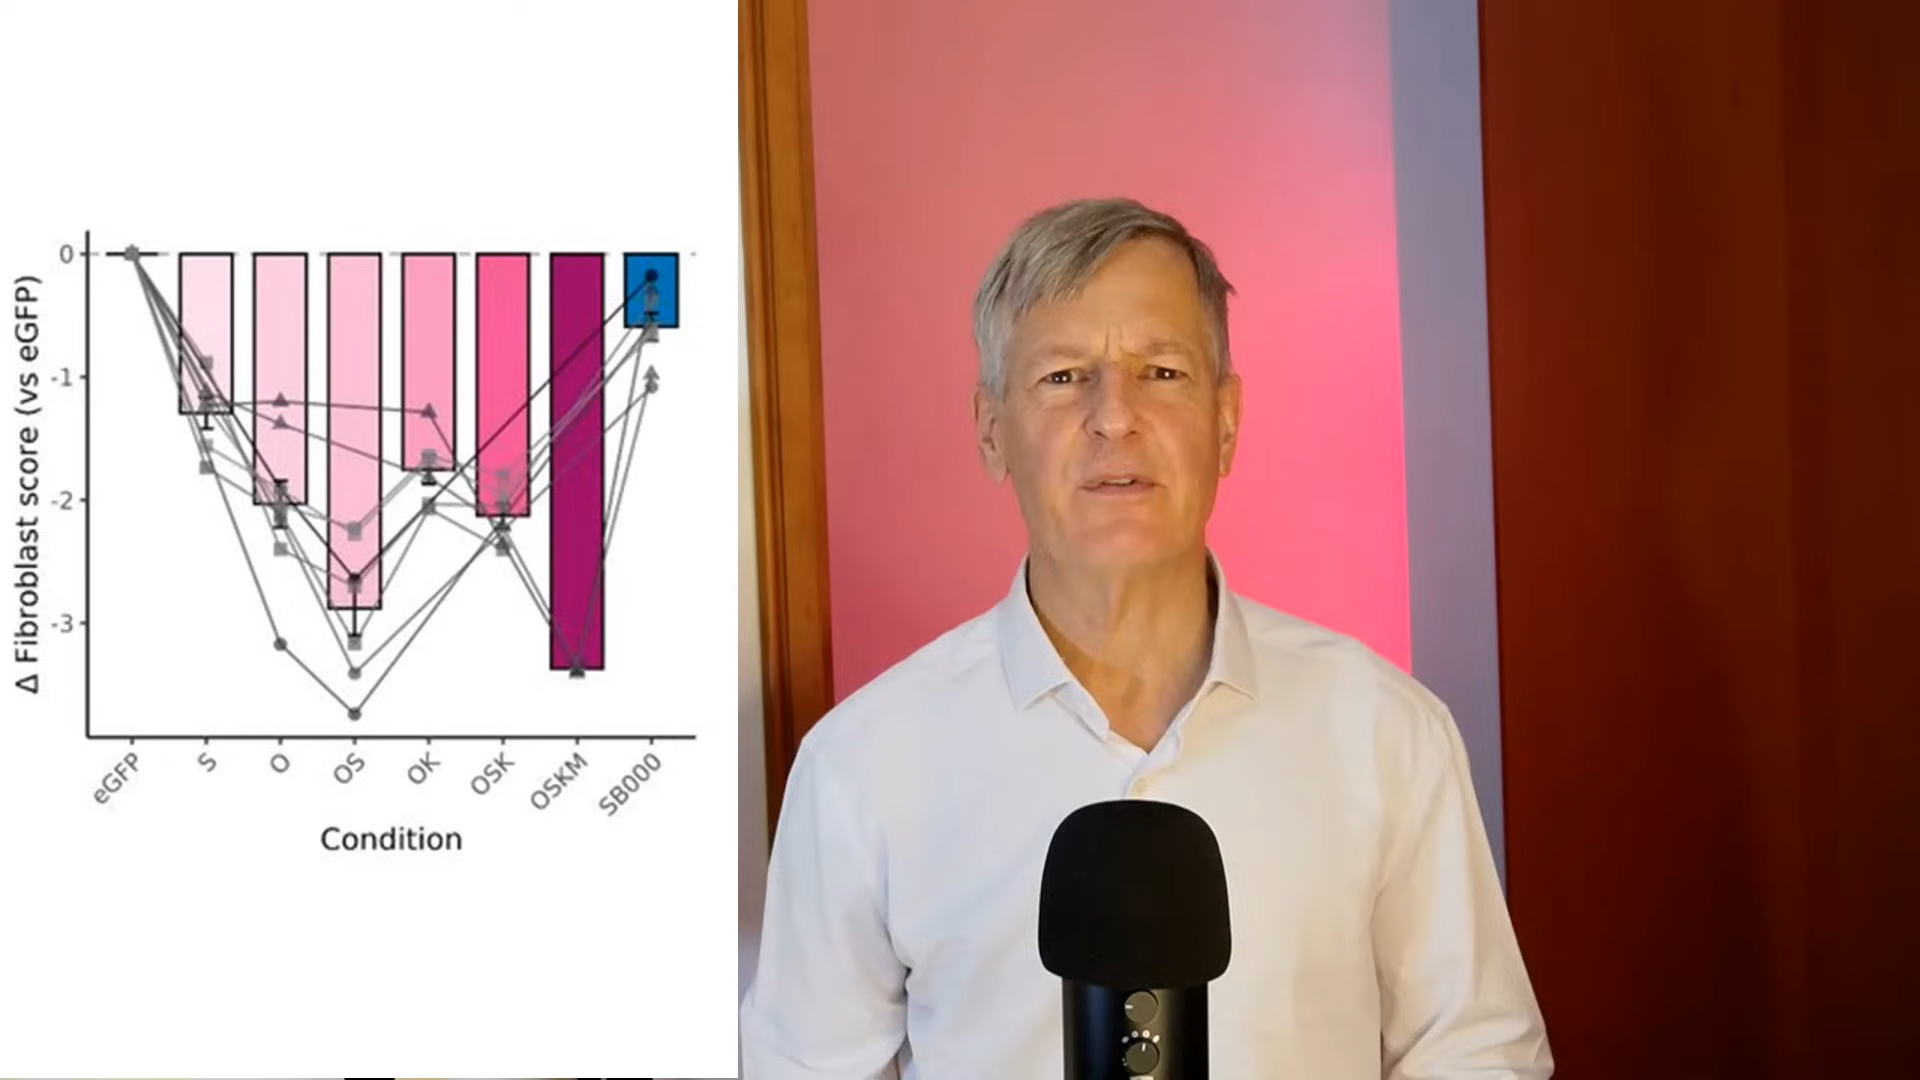 Δ Fibroblast score (vs eGFP)
0
-1
-2
-3
eGFP
S
O
OS
OK
OSK
OSKM
SB000
Condition